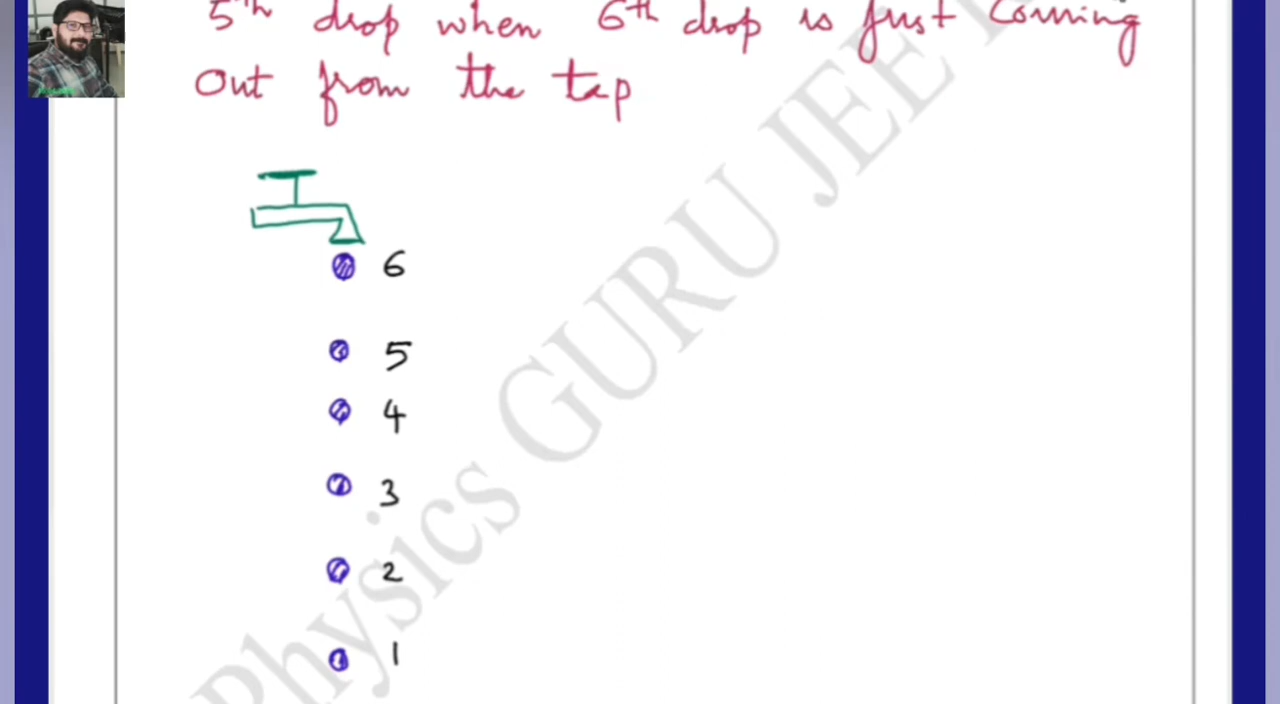 5th drop when 6th drop is just coming
out from the tap
6
5
4
3
2
1
Physics GURU JEE